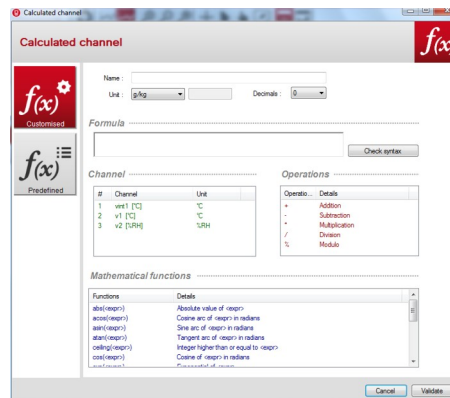 Calculated channel
Calculated channel
f(x)
f(x)
Customised
f(x)
Predefined
Name :
Unit : g/kg Decimals : 0
Formula
Check syntax
Channel
# Channel Unit
1 vint1 [°C] °C
2 v1 [°C] °C
3 v2 [%RH] %RH
Operations
Operatio... Details
+ Addition
- Subtraction
* Multiplication
/ Division
% Modulo
Mathematical functions
Functions Details
abs(<expr>) Absolute value of <expr>
acos(<expr>) Cosine arc of <expr> in radians
asin(<expr>) Sine arc of <expr> in radians
atan(<expr>) Tangent arc of <expr> in radians
ceiling(<expr>) Integer higher than or equal to <expr>
cos(<expr>) Cosine of <expr> in radians
Cancel Validate